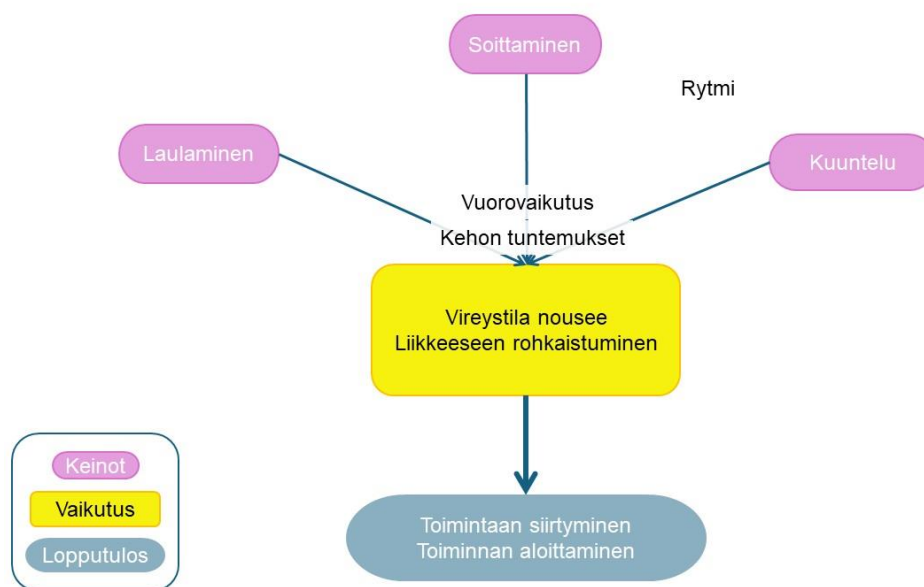 Soittaminen
Rytmi
Laulaminen
Kuuntelu
Vuorovaikutus
Kehon tuntemukset
Vireystila nousee
Liikkeeseen rohkaistuminen
Keinot
Vaikutus
Lopputulos
Toimintaan siirtyminen
Toiminnan aloittaminen